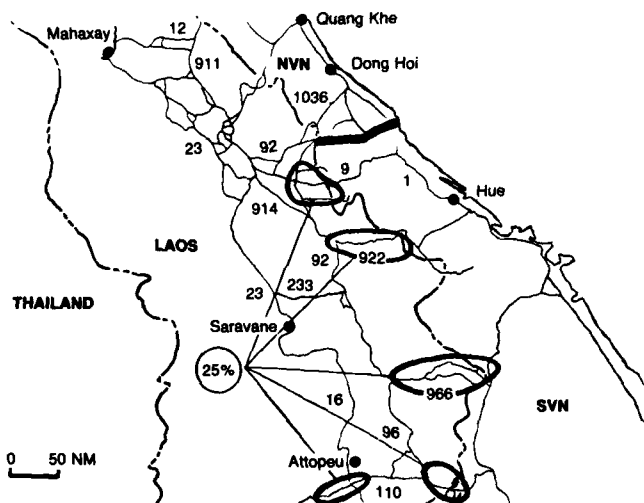 Quang Khe
12
Mahaxay
NVN
911
Dong Hoi
1036
23
92
9
1
Hue
914
LAOS
92
922
THAILAND
23
233
Saravane
25%
966
16
SVN
96
0 50 NM
Attopeu
110